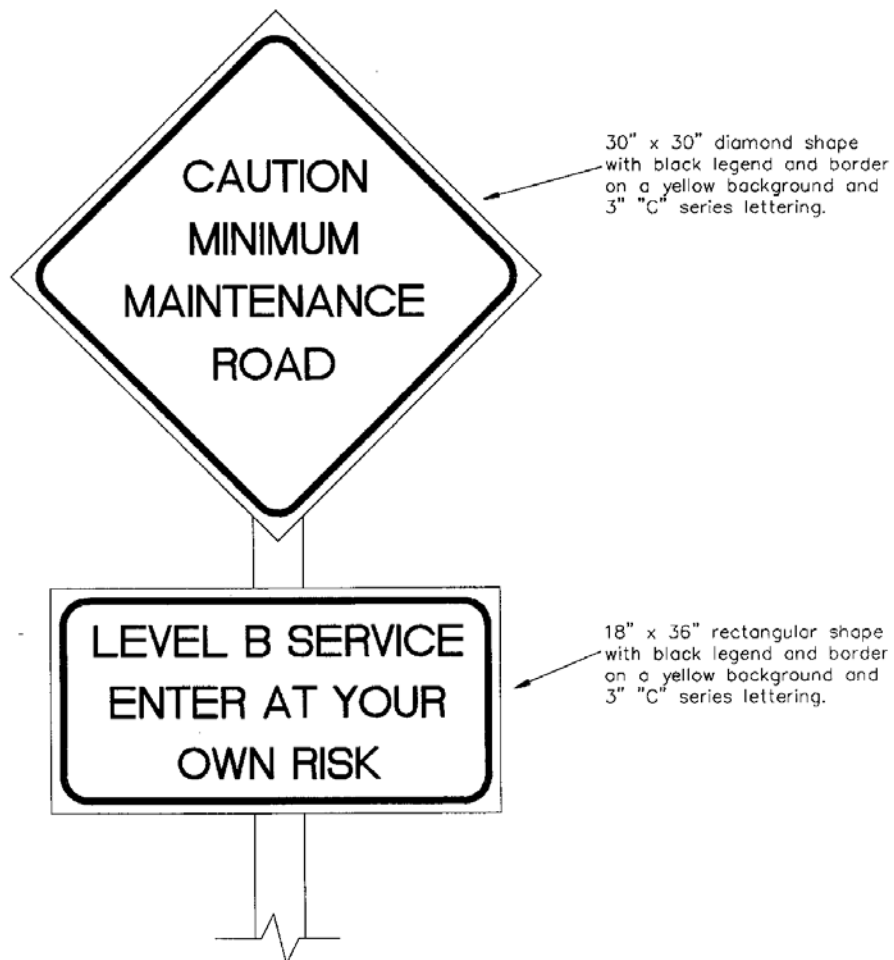 CAUTION
MINIMUM
MAINTENANCE
ROAD
30" x 30" diamond shape
with black legend and border
on a yellow background and
3" "C" series lettering.
LEVEL B SERVICE
ENTER AT YOUR
OWN RISK
18" x 36" rectangular shape
with black legend and border
on a yellow background and
3" "C" series lettering.